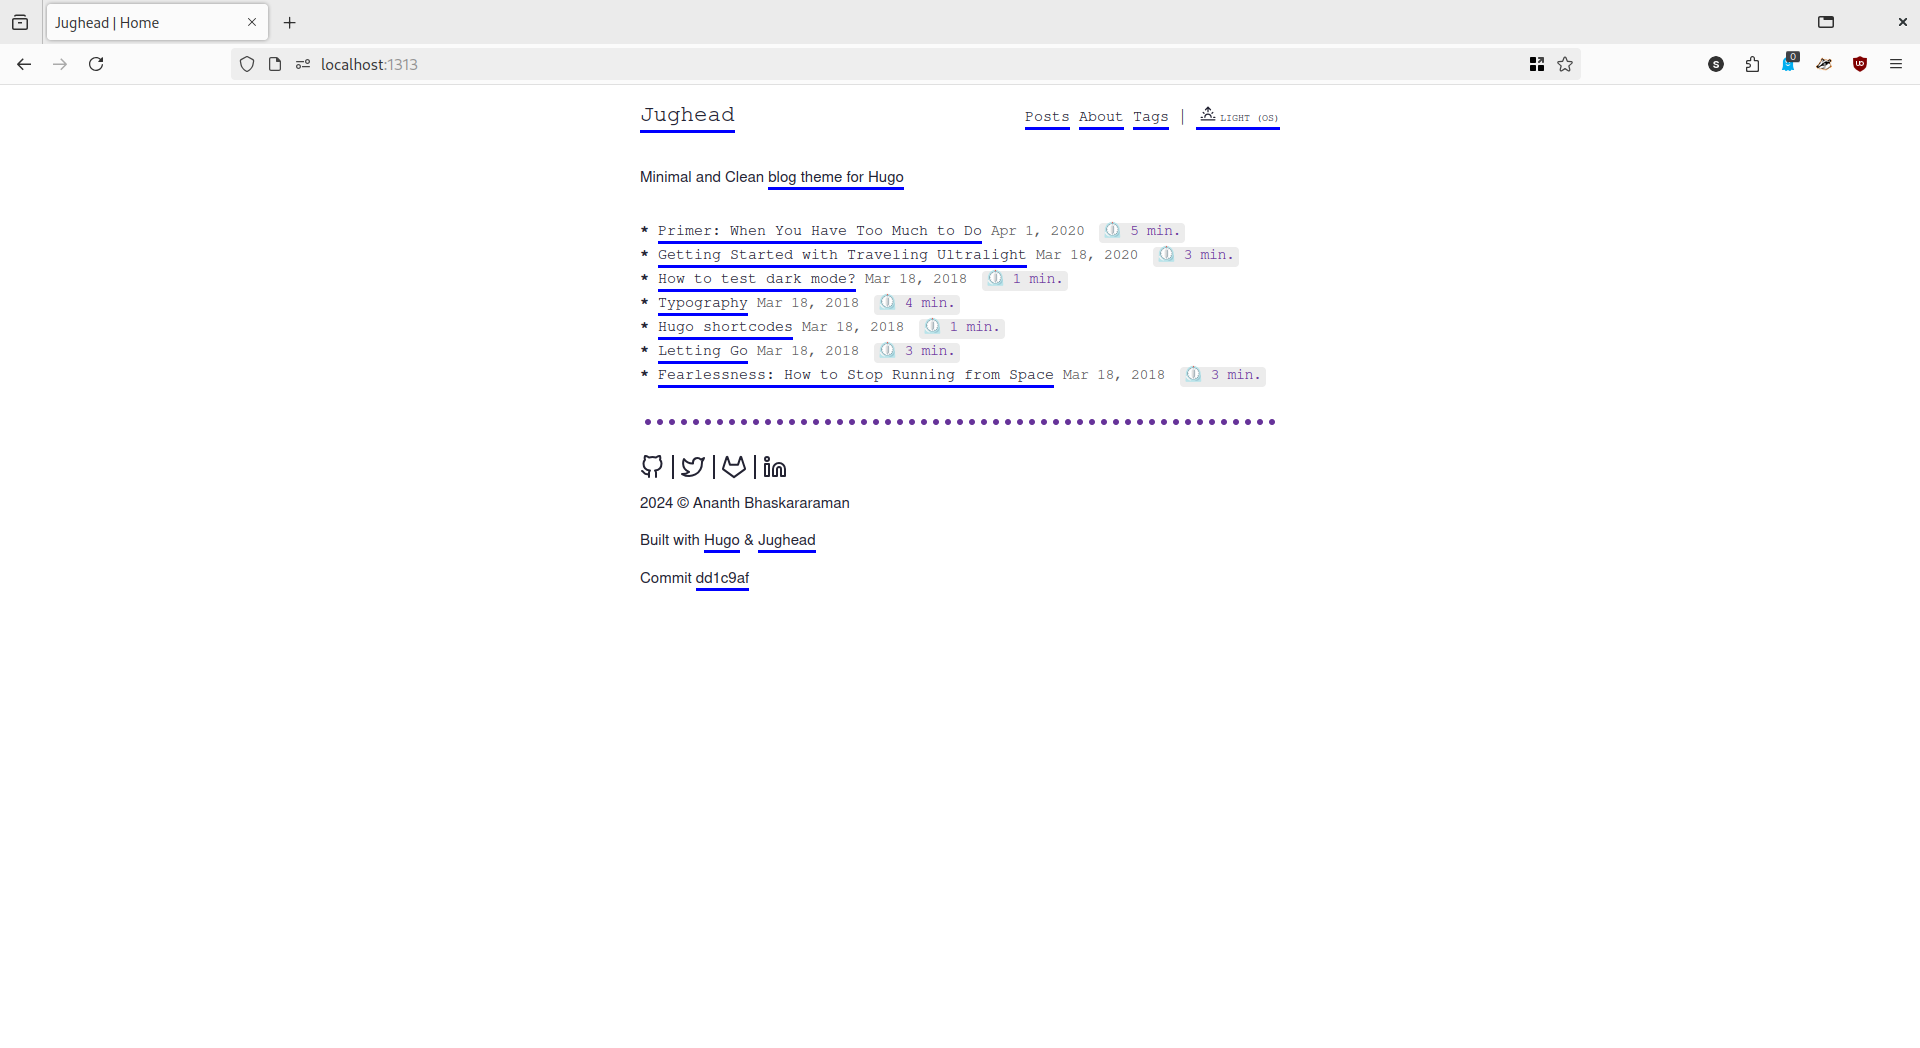 Jughead | Home
localhost:1313
S
0
UD
Jughead
Posts About Tags | LIGHT (OS)
Minimal and Clean blog theme for Hugo
* Primer: When You Have Too Much to Do Apr 1, 2020 5 min.
* Getting Started with Traveling Ultralight Mar 18, 2020 3 min.
* How to test dark mode? Mar 18, 2018 1 min.
* Typography Mar 18, 2018 4 min.
* Hugo shortcodes Mar 18, 2018 1 min.
* Letting Go Mar 18, 2018 3 min.
* Fearlessness: How to Stop Running from Space Mar 18, 2018 3 min.
2024 © Ananth Bhaskararaman
Built with Hugo & Jughead
Commit dd1c9af